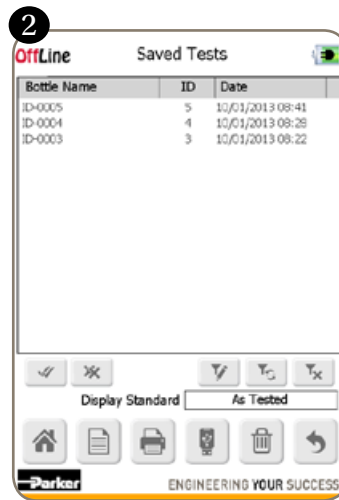 2
OffLine Saved Tests
Bottle Name ID Date
ID-0005 5 10/01/2013 08:41
ID-0004 4 10/01/2013 08:28
ID-0003 3 10/01/2013 08:22
Display Standard As Tested
Parker ENGINEERING YOUR SUCCESS